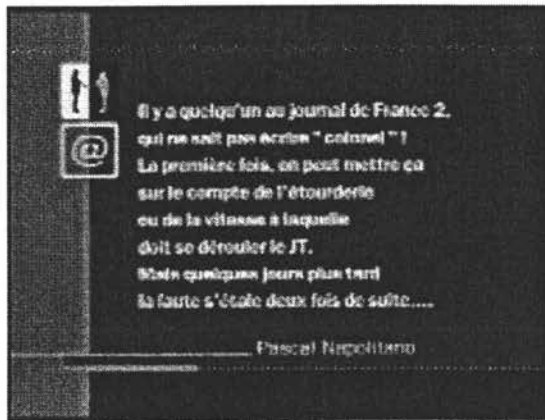 @
Il y a quelqu'un au journal de France 2,
qui ne sait pas écrire " colonel " !
La première fois, on peut mettre ça
sur le compte de l'étourderie
ou de la vitesse à laquelle
doit se dérouler le JT.
Mais quelques jours plus tard
la faute s'étale deux fois de suite.....
Pascal Napolitano